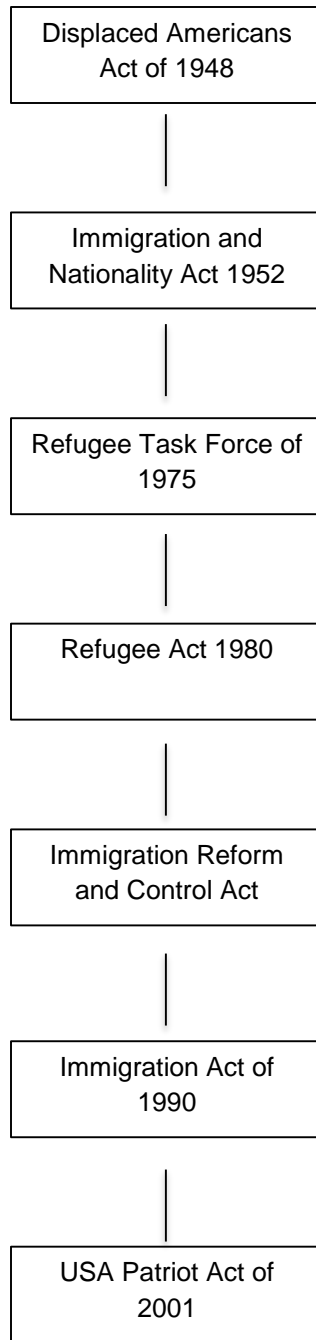 Displaced Americans
Act of 1948
Immigration and
Nationality Act 1952
Refugee Task Force of
1975
Refugee Act 1980
Immigration Reform
and Control Act
Immigration Act of
1990
USA Patriot Act of
2001